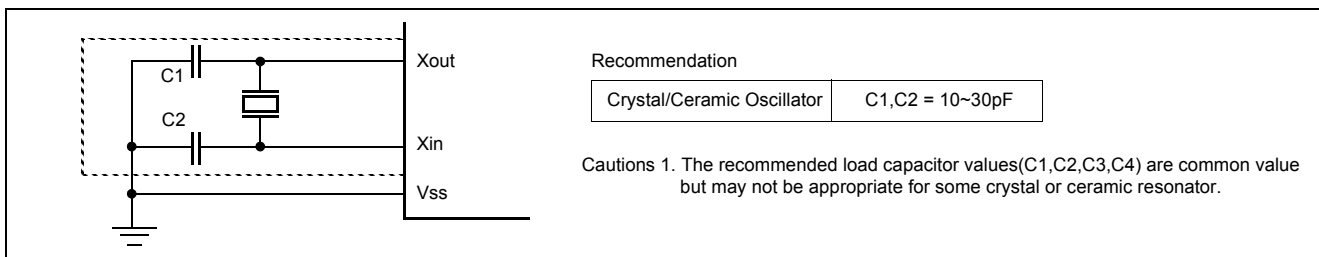 Xout
C1
C2
Xin
Vss
Recommendation
Crystal/Ceramic Oscillator C1,C2 = 10~30pF
Cautions 1. The recommended load capacitor values(C1,C2,C3,C4) are common value
but may not be appropriate for some crystal or ceramic resonator.